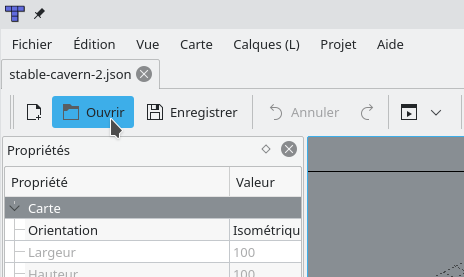 Fichier Édition Vue Carte Calques (L) Projet Aide
stable-cavern-2.json
Ouvrir Enregistrer Annuler
Propriétés
Propriété Valeur
Carte
Orientation Isométriqu
Largeur 100
Hauteur 100